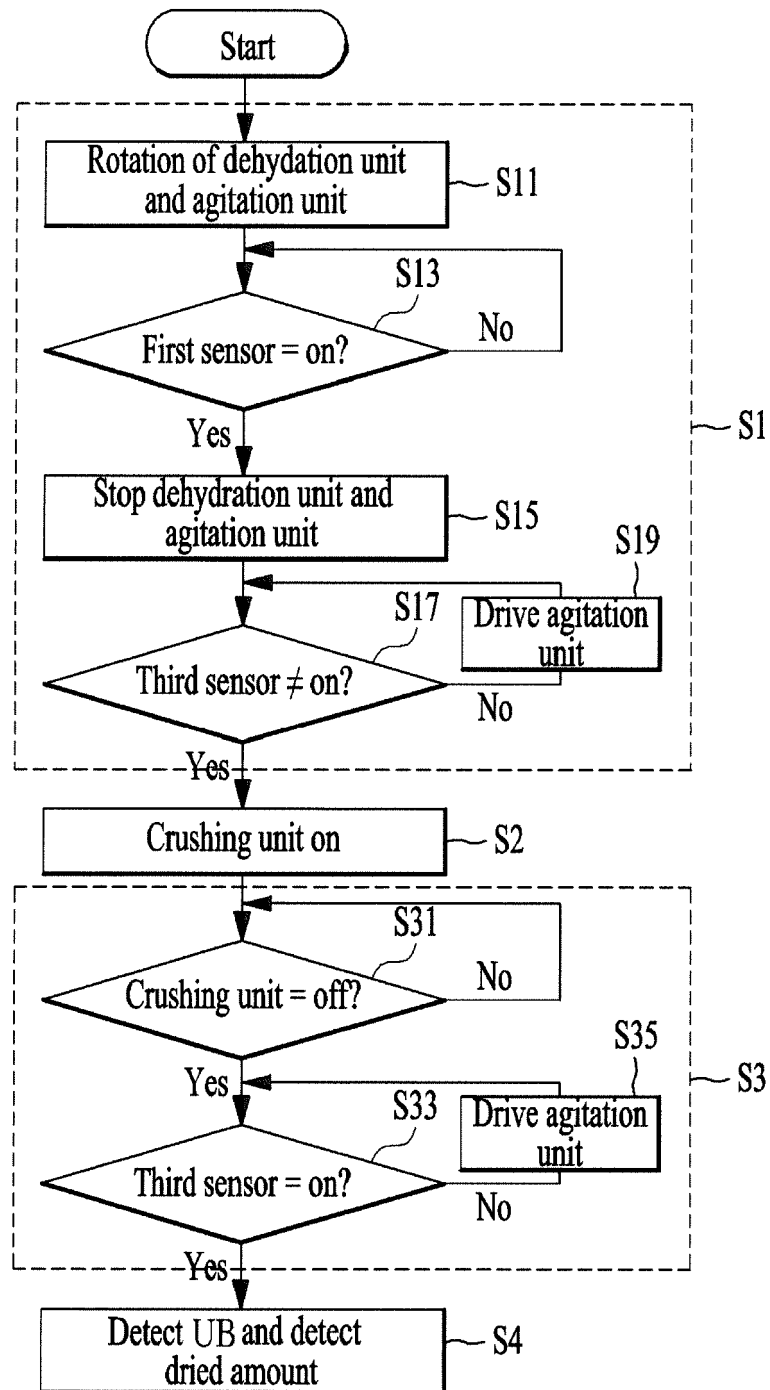 Start
Rotation of dehydation unit
and agitation unit
S11
S13
First sensor = on?
No
Yes
S1
Stop dehydration unit and
agitation unit
S15
S19
Drive agitation
unit
S17
Third sensor ≠ on?
No
Yes
Crushing unit on
S2
S31
Crushing unit = off?
No
Yes
S35
Drive agitation
unit
S3
S33
Third sensor = on?
No
Yes
Detect UB and detect
dried amount
S4